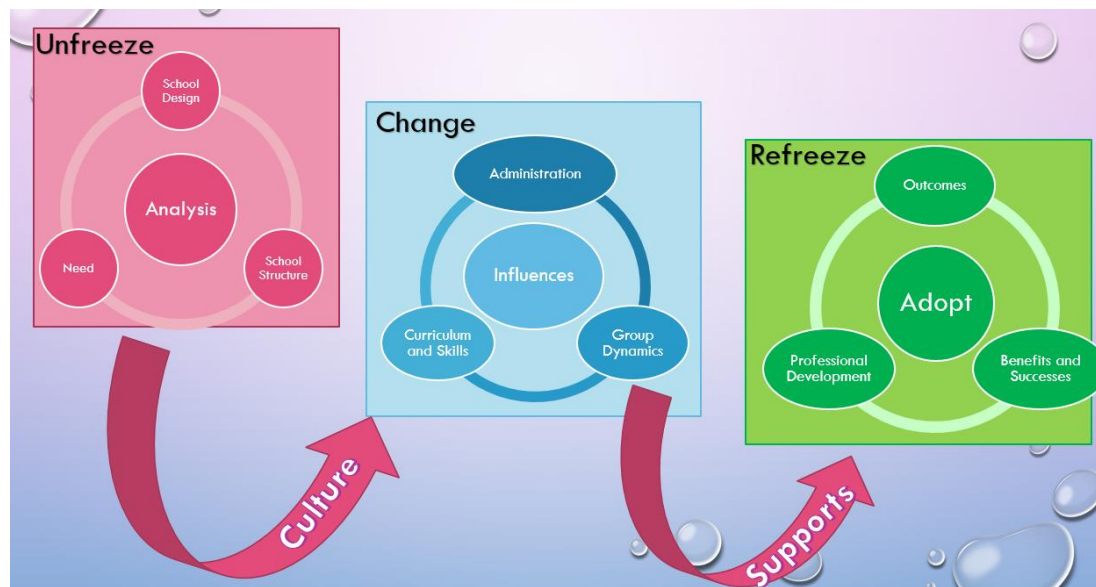 Unfreeze
School
Design
Analysis
Need
School
Structure
Culture
Change
Administration
Influences
Curriculum
and Skills
Group
Dynamics
Supports
Refreeze
Outcomes
Adopt
Professional
Development
Benefits and
Successes